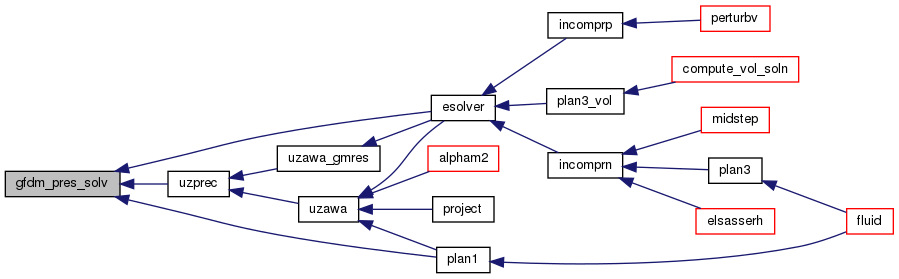 gfdm_pres_solv
uzprec
uzawa_gmres
uzawa
esolver
alpham2
project
plan1
incomprp
plan3_vol
incomprn
perturbv
compute_vol_soln
midstep
plan3
elsasserh
fluid